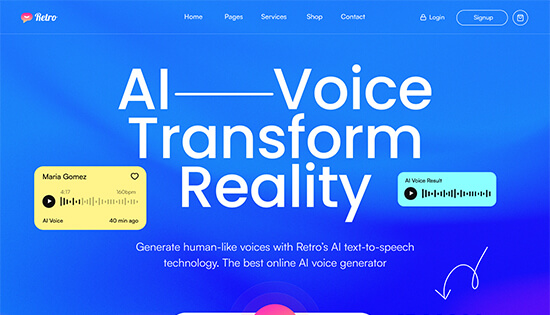 Retro
Home Pages Services Shop Contact
Login
Signup
AI Voice
Transform
Reality
Maria Gomez
4:17 160bpm
AI Voice 40 min ago
AI Voice Result
Generate human-like voices with Retro's AI text-to-speech
technology. The best online AI voice generator